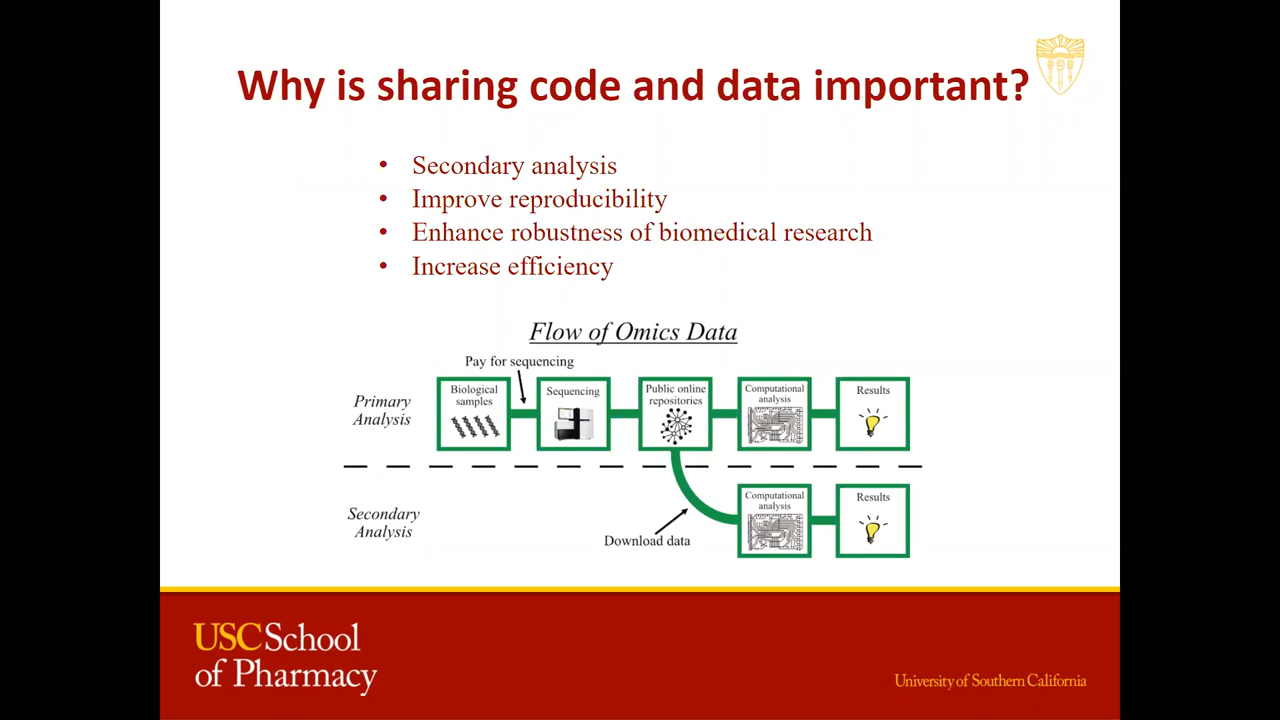 Why is sharing code and data important?
• Secondary analysis
• Improve reproducibility
• Enhance robustness of biomedical research
• Increase efficiency
Flow of Omics Data
Pay for sequencing
Primary
Analysis
Biological
samples
Sequencing
Public online
repositories
Computational
analysis
Results
Secondary
Analysis
Download data
Computational
analysis
Results
USC School
of Pharmacy
University of Southern California